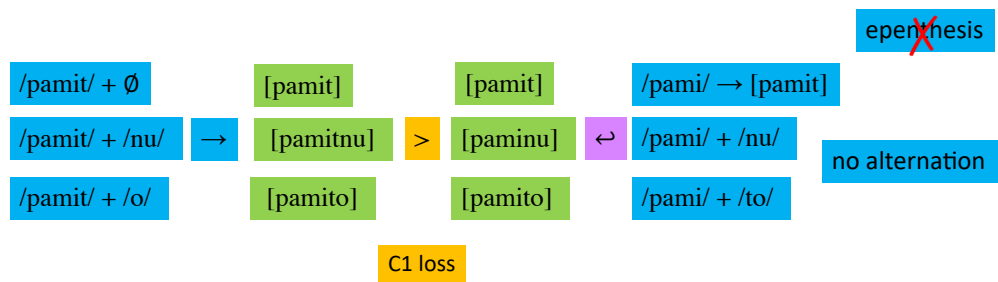 epenthesis
/pamit/ + ∅ [pamit] [pamit] /pami/ → [pamit]
/pamit/ + /nu/ → [pamitnu] > [paminu] ↩ /pami/ + /nu/
no alternation
/pamit/ + /o/ [pamito] [pamito] /pami/ + /to/
C1 loss